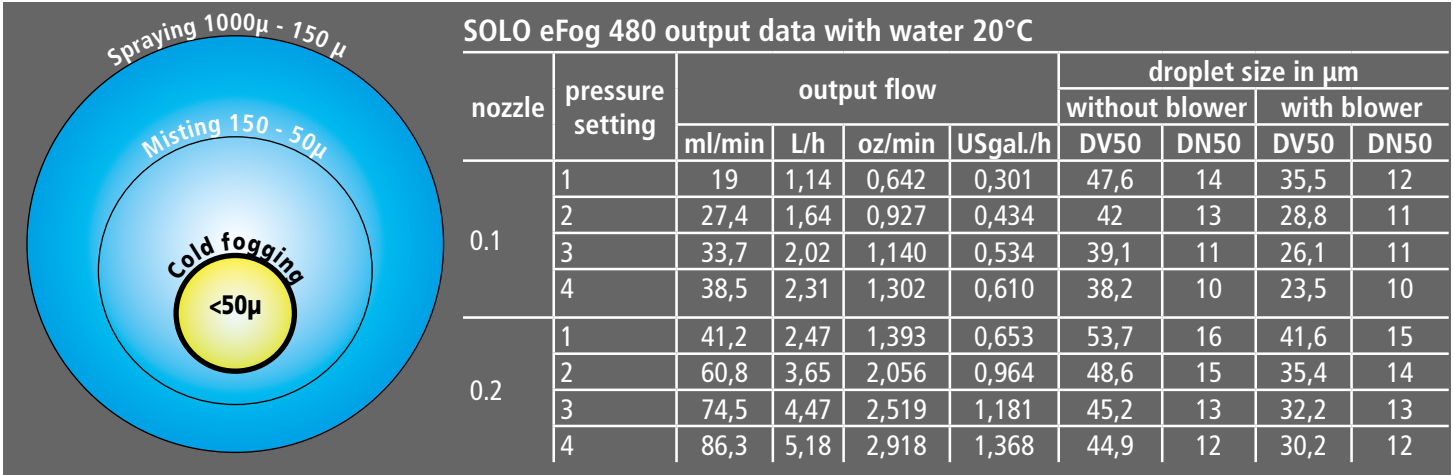 Spraying 1000µ - 150 µ
Misting 150 - 50µ
Cold fogging
<50µ
SOLO eFog 480 output data with water 20°C
nozzle pressure setting output flow droplet size in µm
without blower with blower
ml/min L/h oz/min USgal./h DV50 DN50 DV50 DN50
0.1
1 19 1,14 0,642 0,301 47,6 14 35,5 12
2 27,4 1,64 0,927 0,434 42 13 28,8 11
3 33,7 2,02 1,140 0,534 39,1 11 26,1 11
4 38,5 2,31 1,302 0,610 38,2 10 23,5 10
0.2
1 41,2 2,47 1,393 0,653 53,7 16 41,6 15
2 60,8 3,65 2,056 0,964 48,6 15 35,4 14
3 74,5 4,47 2,519 1,181 45,2 13 32,2 13
4 86,3 5,18 2,918 1,368 44,9 12 30,2 12